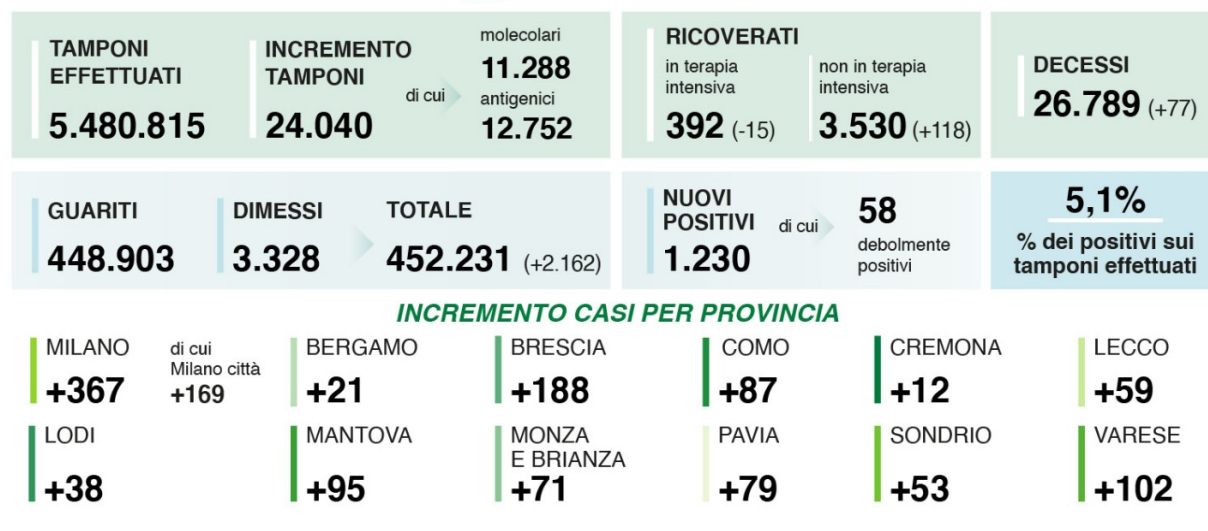 TAMPONI
EFFETTUATI
5.480.815
INCREMENTO
TAMPONI
24.040
di cui
molecolari
11.288
antigenici
12.752
RICOVERATI
in terapia
intensiva
392 (-15)
non in terapia
intensiva
3.530 (+118)
DECESSI
26.789 (+77)
GUARITI
448.903
DIMESSI
3.328
TOTALE
452.231 (+2.162)
NUOVI
POSITIVI
1.230
di cui
58
debolmente
positivi
5,1%
% dei positivi sui
tamponi effettuati
INCREMENTO CASI PER PROVINCIA
MILANO
+367
di cui
Milano città
+169
BERGAMO
+21
BRESCIA
+188
COMO
+87
CREMONA
+12
LECCO
+59
LODI
+38
MANTOVA
+95
MONZA
E BRIANZA
+71
PAVIA
+79
SONDRIO
+53
VARESE
+102